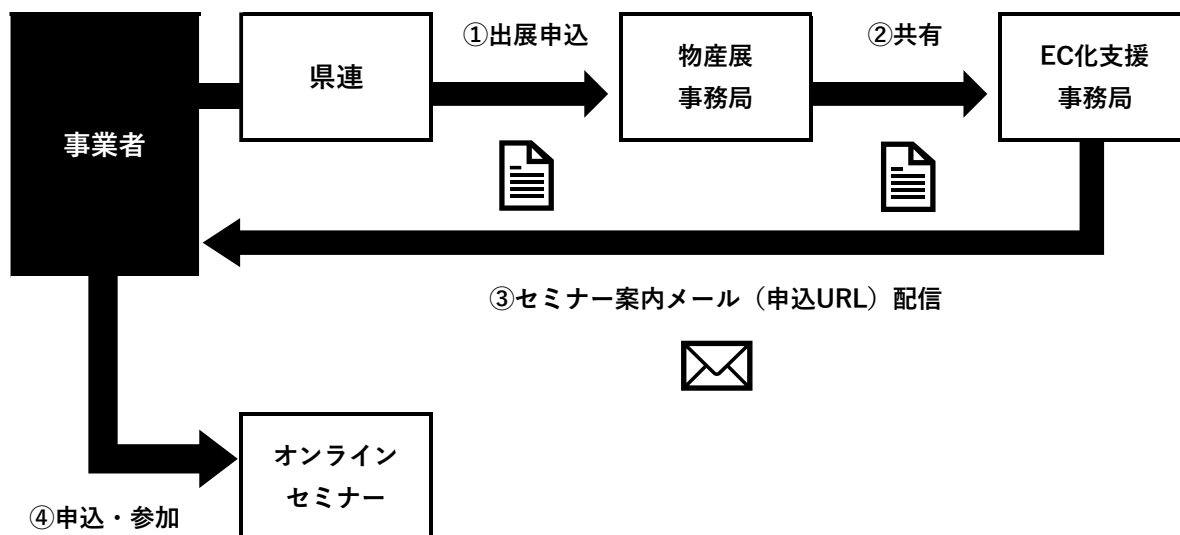 事業者
県連
①出展申込
物産展
事務局
②共有
EC化支援
事務局
③セミナー案内メール（申込URL）配信
オンライン
セミナー
④申込・参加